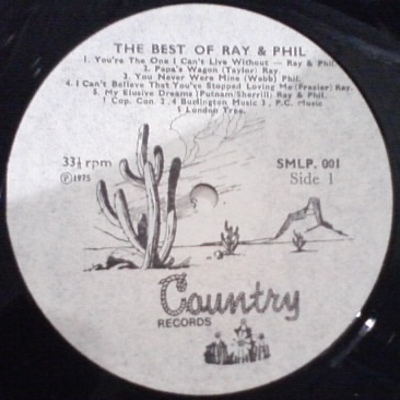 THE BEST OF RAY & PHIL
1. You're The One I Can't Live Without — Ray & Phil
2. Papa's Wagon (Taylor) Ray.
3. You Never Were Mine (Webb) Phil.
4. I Can't Believe That You've Stopped Loving Me (Frazier) Ray.
5. My Elusive Dreams (Putnam/Sherrill) Ray & Phil.
1 Cop. Con. 2, 4 Burlington Music 3, P.C. Music
5 London Tree.
33⅓ rpm
SMLP. 001
℗1975
Side 1
Country
RECORDS